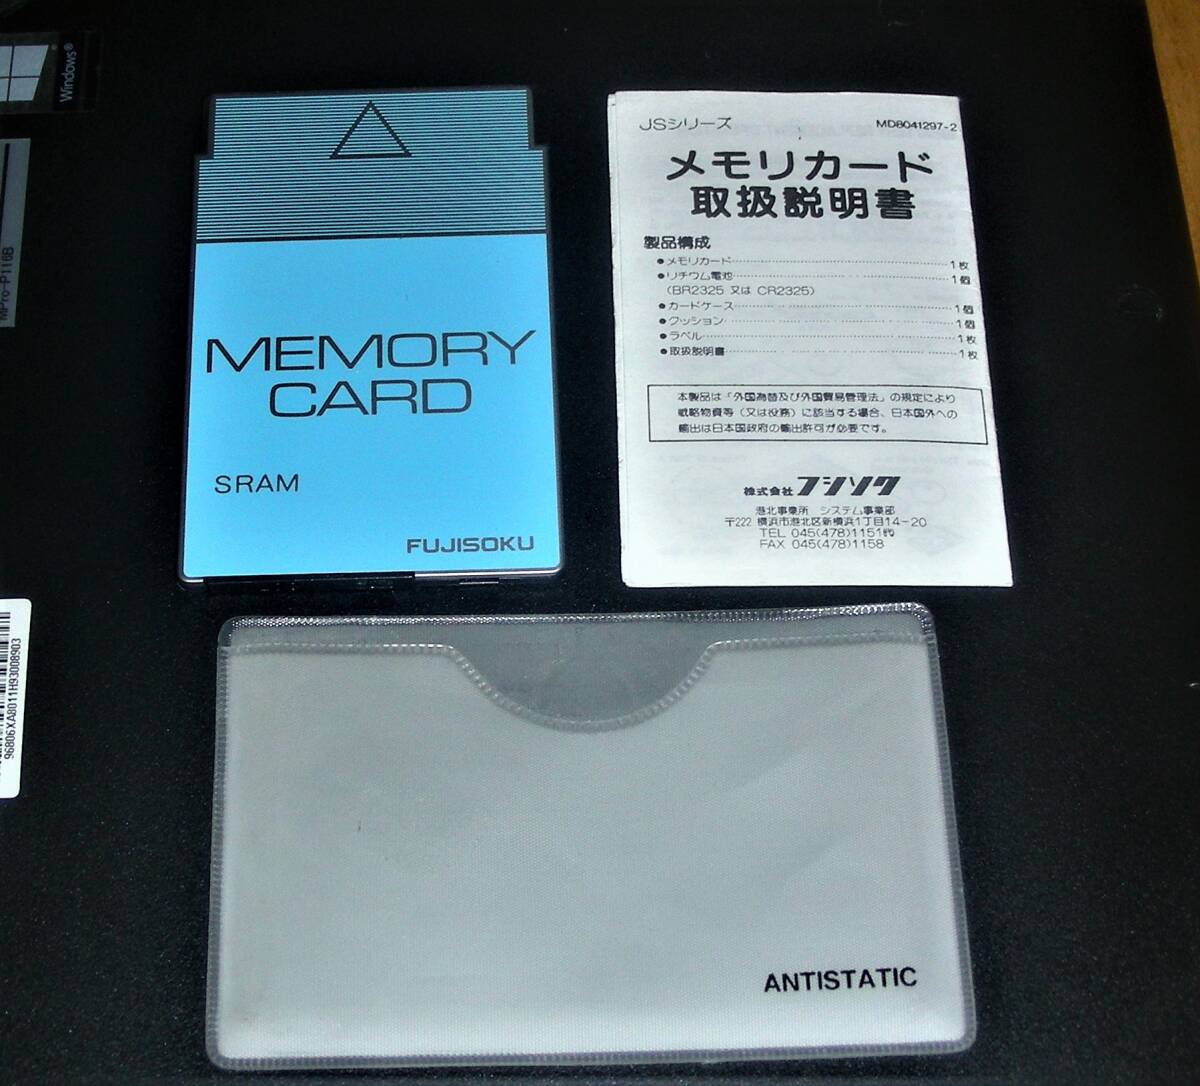 Windows®
MPro-P116B
96806XA8011H93008903
MEMORY
CARD
SRAM
FUJISOKU
JSシリーズ
MD8041297-2
メモリカード
取扱説明書
製品構成
●メモリカード……1枚
●リチウム電池……1個
(BR2325 又は CR2325)
●カードケース……1個
●クッション……1個
●ラベル……1枚
●取扱説明書……1枚
本製品は「外国為替及び外国貿易管理法」の規定により
戦略物資等(又は役務)に該当する場合、日本国外への
輸出は日本国政府の輸出許可が必要です。
株式会社フジソク
港北事業所 システム事業部
〒222 横浜市港北区新横浜1丁目14-20
TEL 045(478)1151㈹
FAX 045(478)1158
ANTISTATIC